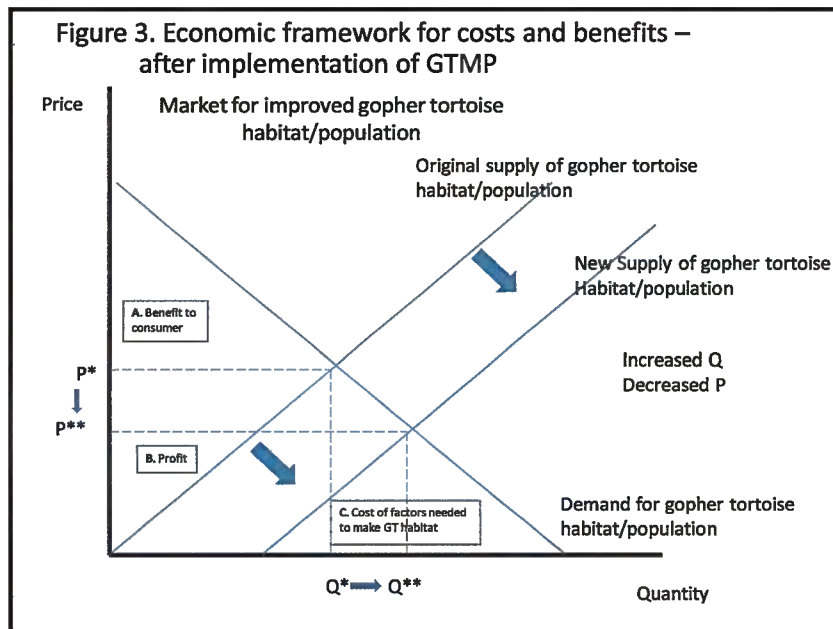 Figure 3. Economic framework for costs and benefits –
after implementation of GTMP
Price
Market for improved gopher tortoise
habitat/population
Original supply of gopher tortoise
habitat/population
New Supply of gopher tortoise
Habitat/population
A. Benefit to
consumer
Increased Q
Decreased P
P*
P**
B. Profit
C. Cost of factors needed
to make GT habitat
Demand for gopher tortoise
habitat/population
Q* Q**
Quantity